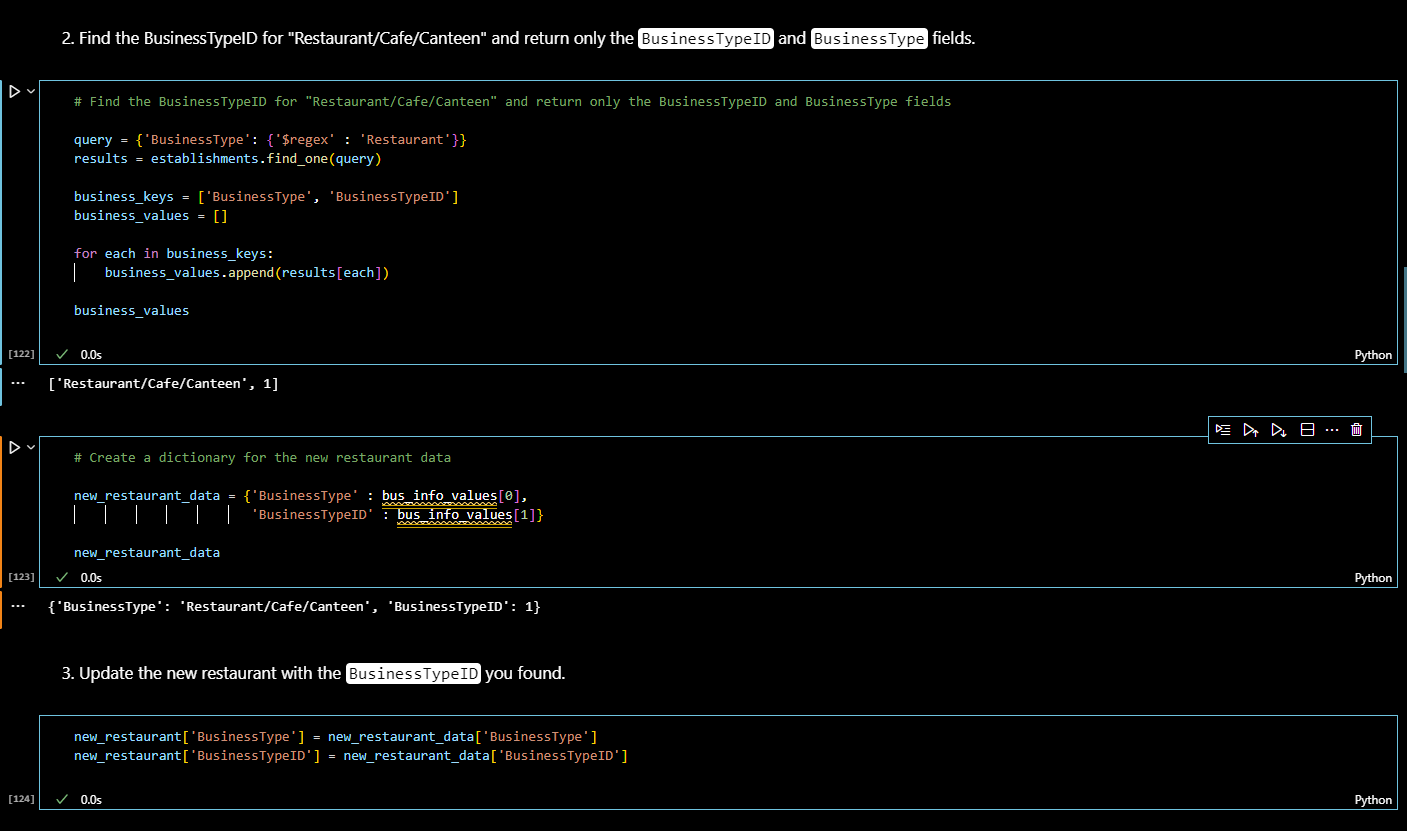 2. Find the BusinessTypeID for "Restaurant/Cafe/Canteen" and return only the BusinessTypeID and BusinessType fields.
# Find the BusinessTypeID for "Restaurant/Cafe/Canteen" and return only the BusinessTypeID and BusinessType fields
query = {'BusinessType': {'$regex' : 'Restaurant'}}
results = establishments.find_one(query)
business_keys = ['BusinessType', 'BusinessTypeID']
business_values = []
for each in business_keys:
    business_values.append(results[each])
business_values
[122] 0.0s Python
['Restaurant/Cafe/Canteen', 1]
# Create a dictionary for the new restaurant data
new_restaurant_data = {'BusinessType' : bus_info_values[0],
                       'BusinessTypeID' : bus_info_values[1]}
new_restaurant_data
[123] 0.0s Python
{'BusinessType': 'Restaurant/Cafe/Canteen', 'BusinessTypeID': 1}
3. Update the new restaurant with the BusinessTypeID you found.
new_restaurant['BusinessType'] = new_restaurant_data['BusinessType']
new_restaurant['BusinessTypeID'] = new_restaurant_data['BusinessTypeID']
[124] 0.0s Python